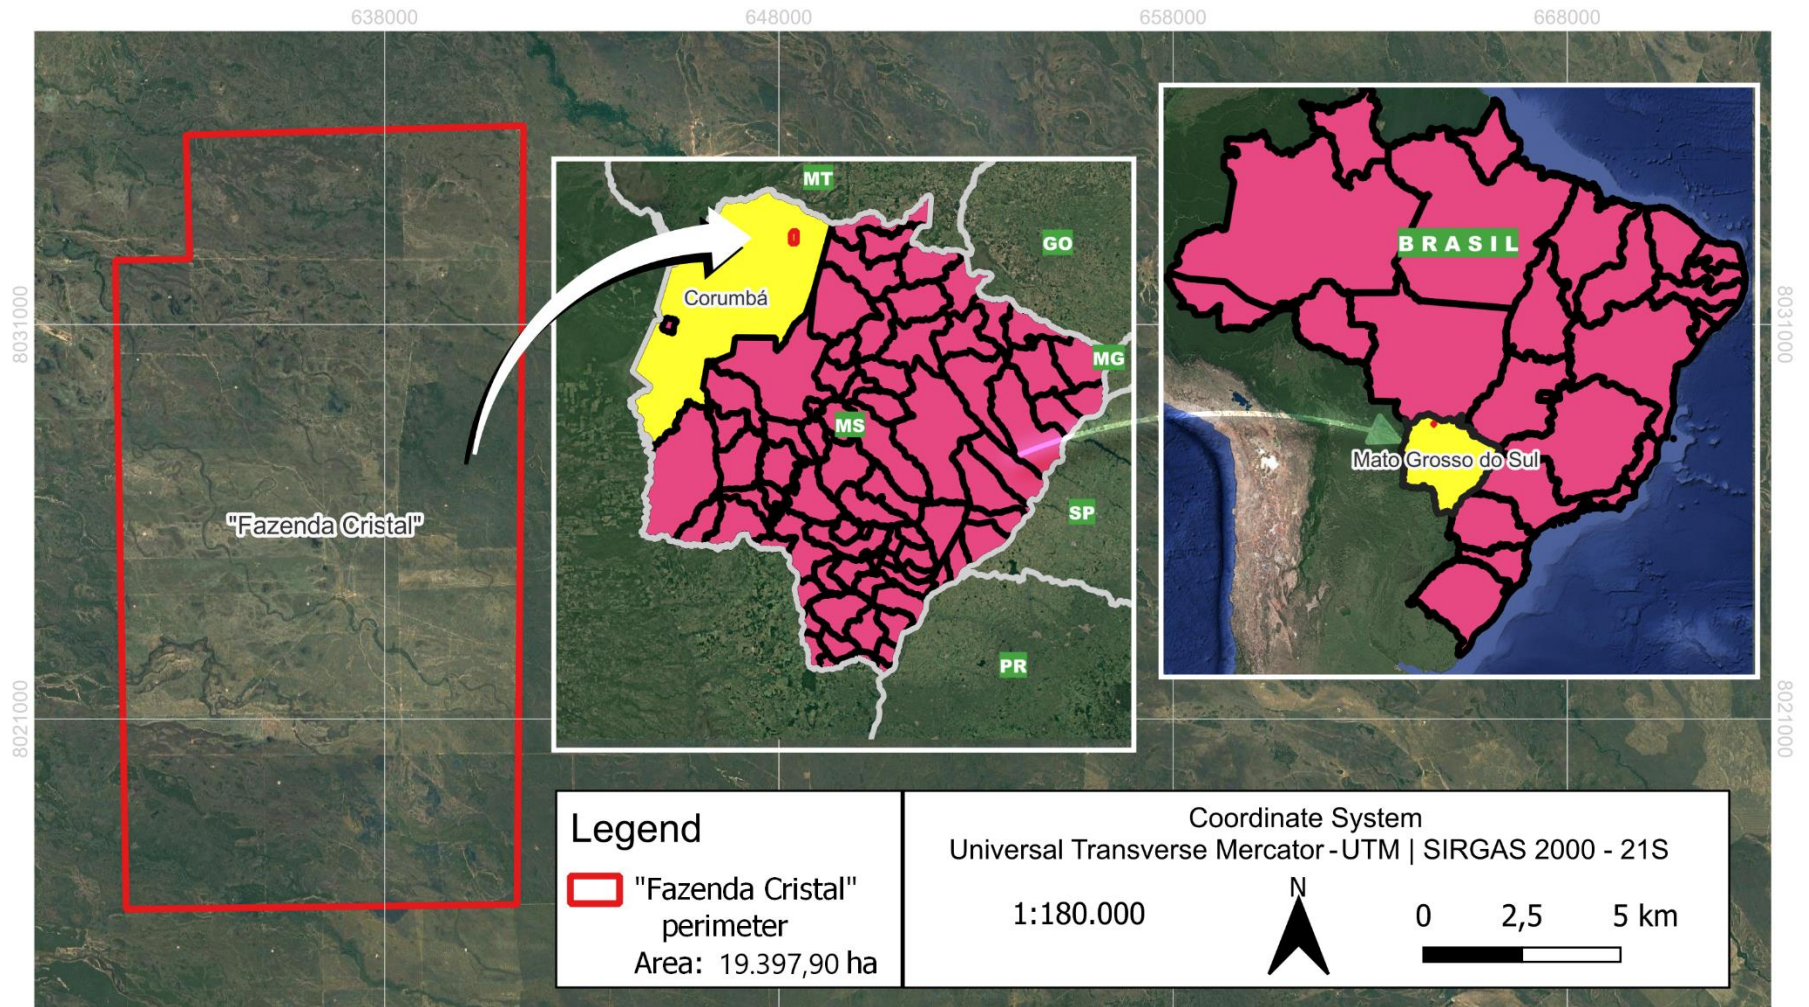 638000
648000
658000
668000
8031000
8031000
8021000
8021000
"Fazenda Cristal"
MT
GO
Corumbá
MG
MS
SP
PR
BRASIL
Mato Grosso do Sul
Legend
"Fazenda Cristal"
perimeter
Area: 19.397,90 ha
Coordinate System
Universal Transverse Mercator - UTM | SIRGAS 2000 - 21S
1:180.000
N
0 2,5 5 km